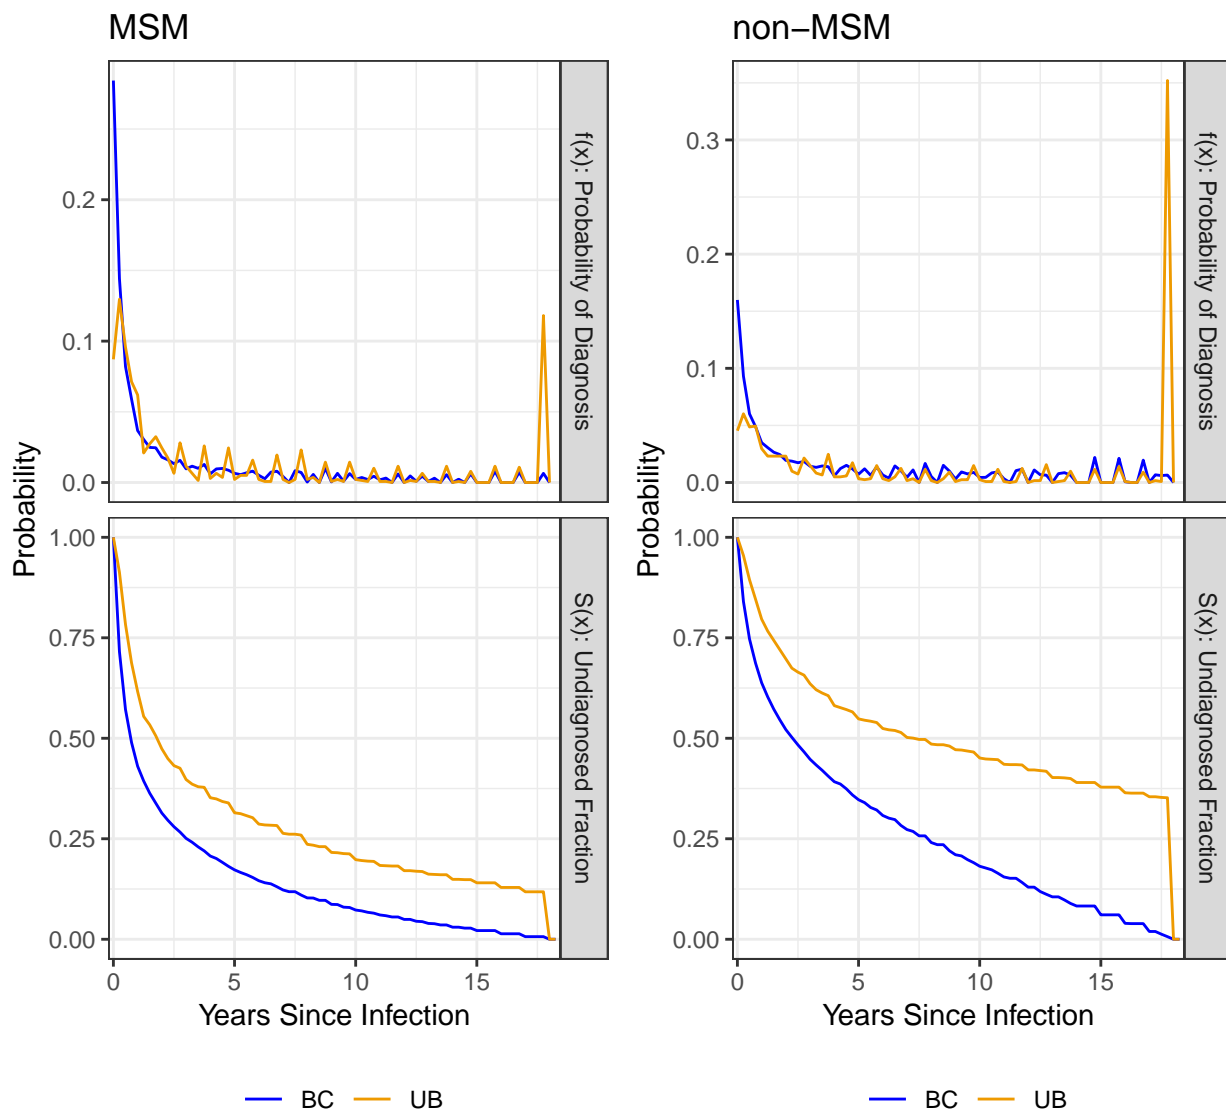 MSM
non−MSM
0.2
0.1
0.0
f(x): Probability of Diagnosis
0.3
0.2
0.1
0.0
f(x): Probability of Diagnosis
Probability
Probability
1.00
0.75
0.50
0.25
0.00
S(x): Undiagnosed Fraction
1.00
0.75
0.50
0.25
0.00
S(x): Undiagnosed Fraction
0 5 10 15
0 5 10 15
Years Since Infection
Years Since Infection
BC UB
BC UB